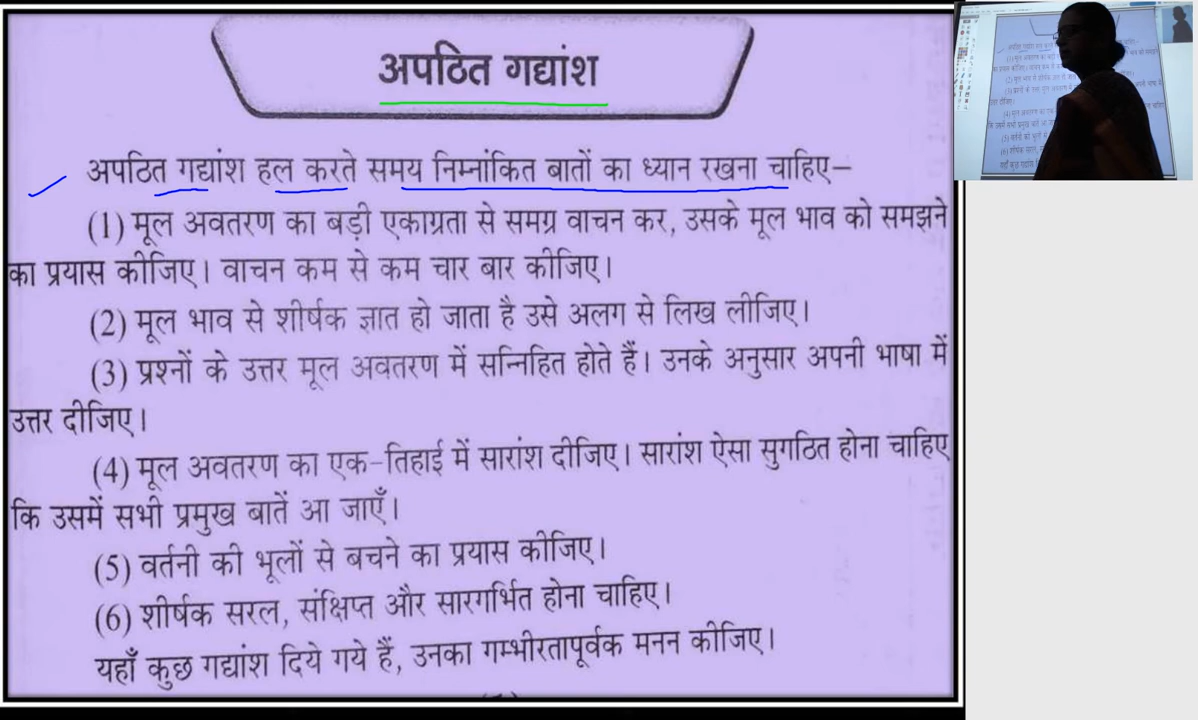 अपठित गद्यांश
अपठित गद्यांश हल करते समय निम्नांकित बातों का ध्यान रखना चाहिए–
(1) मूल अवतरण का बड़ी एकाग्रता से समग्र वाचन कर, उसके मूल भाव को समझने
का प्रयास कीजिए। वाचन कम से कम चार बार कीजिए।
(2) मूल भाव से शीर्षक ज्ञात हो जाता है उसे अलग से लिख लीजिए।
(3) प्रश्नों के उत्तर मूल अवतरण में सन्निहित होते हैं। उनके अनुसार अपनी भाषा में
उत्तर दीजिए।
(4) मूल अवतरण का एक-तिहाई में सारांश दीजिए। सारांश ऐसा सुगठित होना चाहिए
कि उसमें सभी प्रमुख बातें आ जाएँ।
(5) वर्तनी की भूलों से बचने का प्रयास कीजिए।
(6) शीर्षक सरल, संक्षिप्त और सारगर्भित होना चाहिए।
यहाँ कुछ गद्यांश दिये गये हैं, उनका गम्भीरतापूर्वक मनन कीजिए।